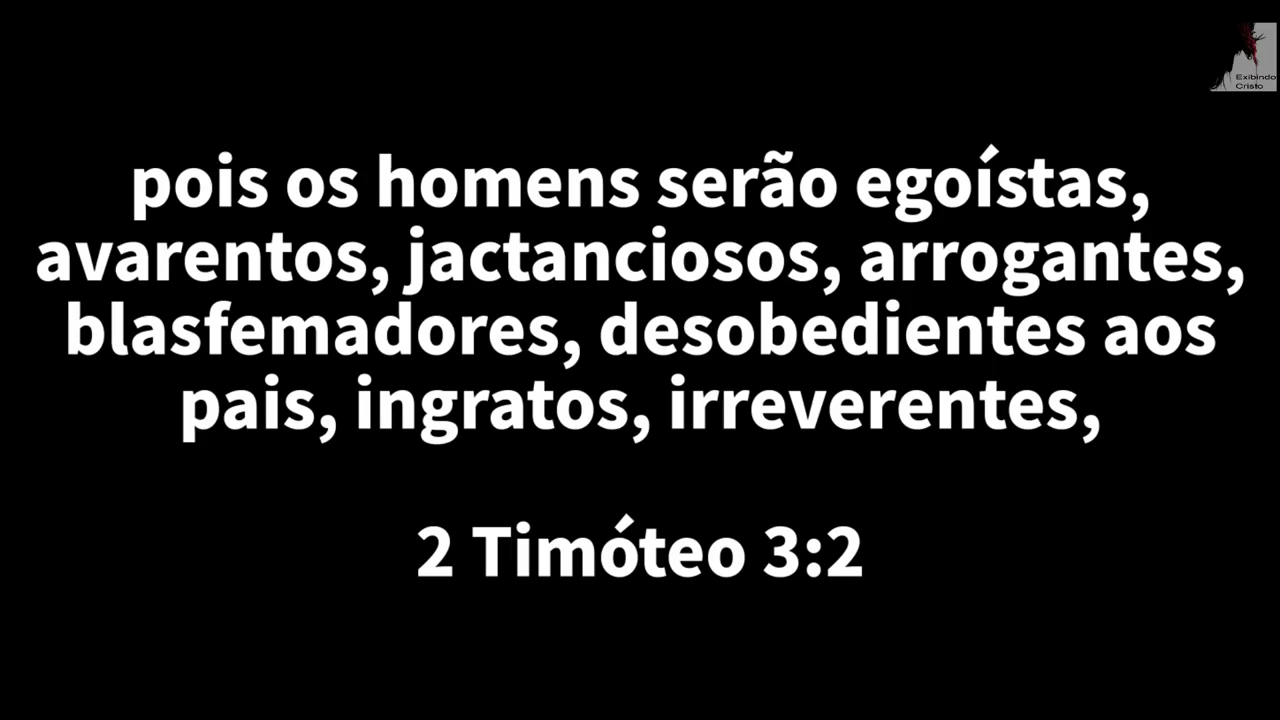 Exibindo
Cristo
pois os homens serão egoístas,
avarentos, jactanciosos, arrogantes,
blasfemadores, desobedientes aos
pais, ingratos, irreverentes,
2 Timóteo 3:2